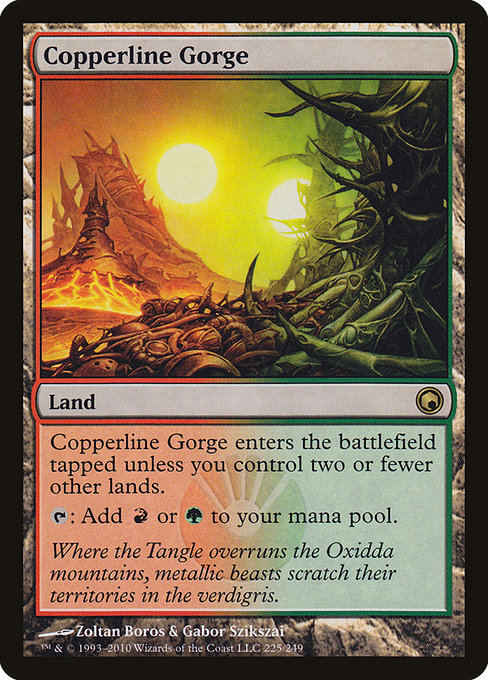 Copperline Gorge
Land
Copperline Gorge enters the battlefield
tapped unless you control two or fewer
other lands.
: Add or to your mana pool.
Where the Tangle overruns the Oxidda
mountains, metallic beasts scratch their
territories in the verdigris.
Zoltan Boros & Gabor Szikszai
™ & © 1993–2010 Wizards of the Coast LLC 225/249